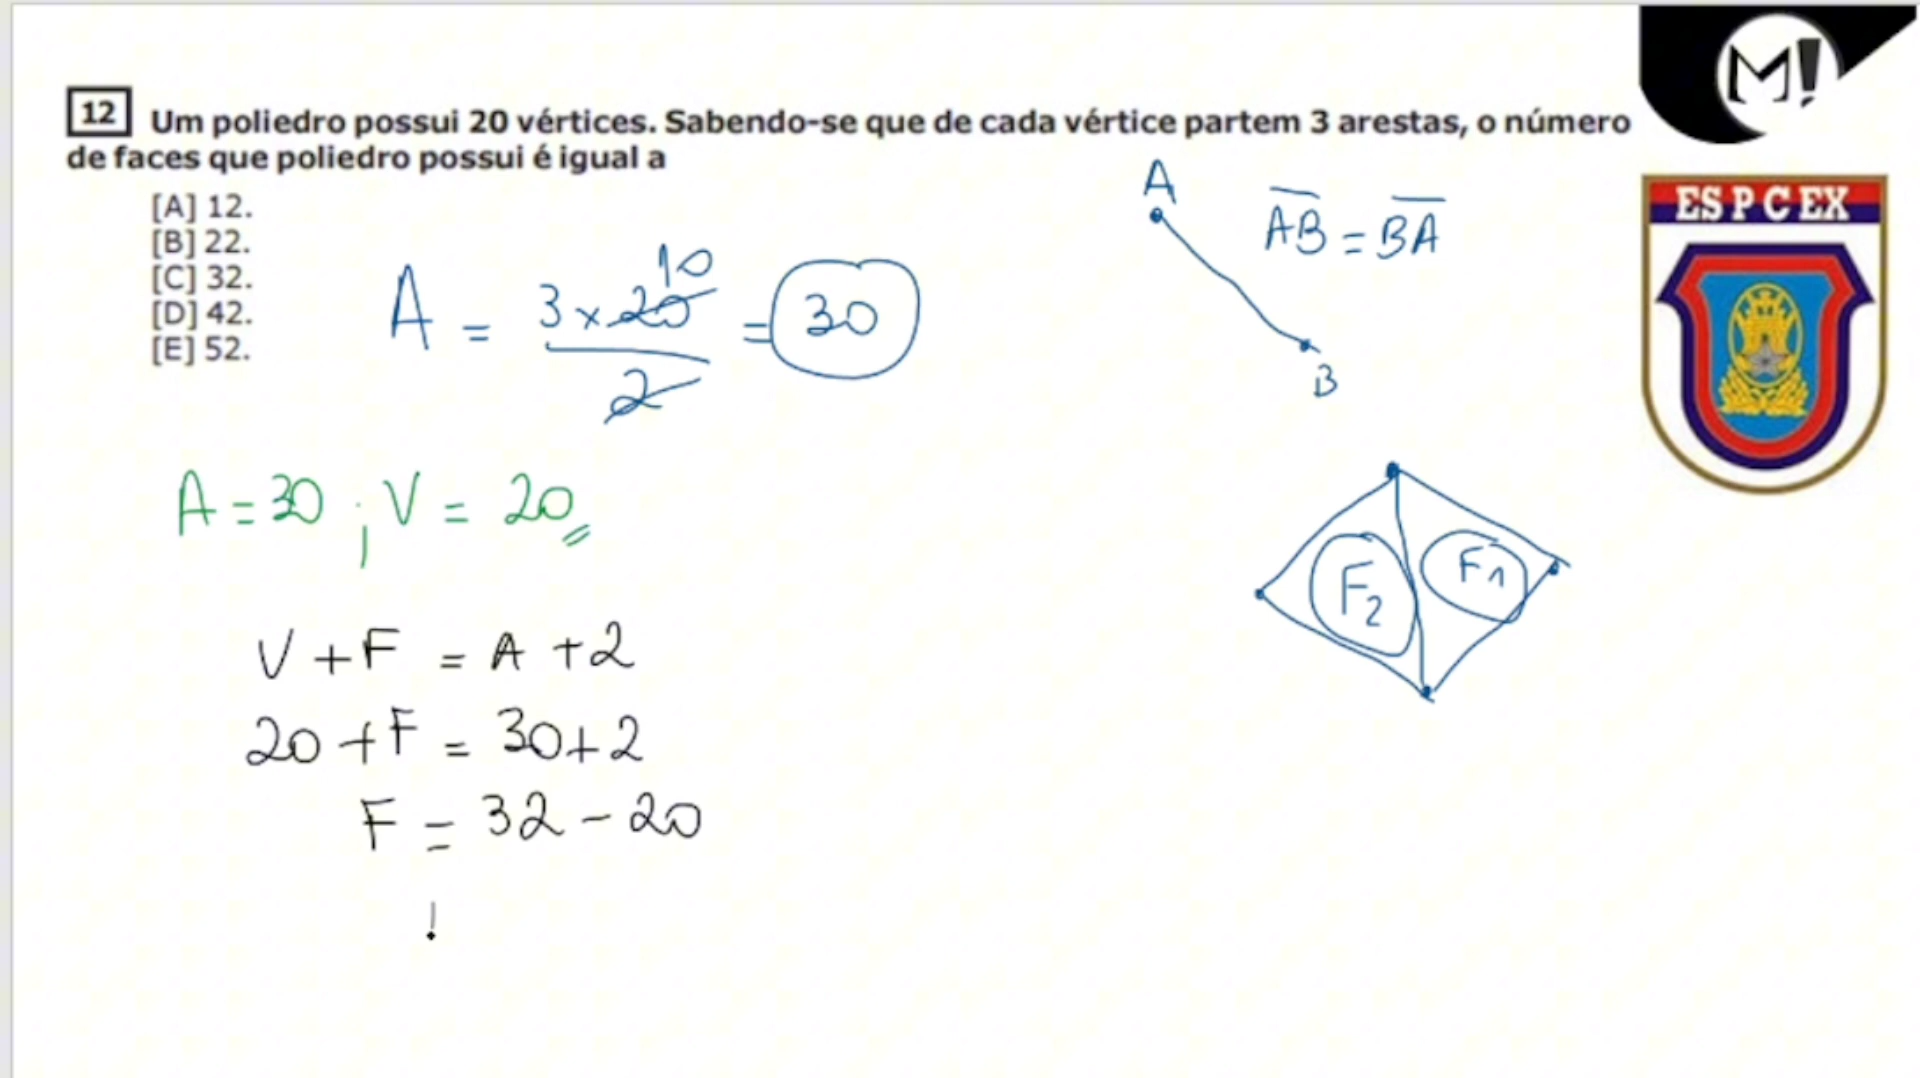 M!
12 Um poliedro possui 20 vértices. Sabendo-se que de cada vértice partem 3 arestas, o número
de faces que poliedro possui é igual a
[A] 12.
[B] 22.
[C] 32.
[D] 42.
[E] 52.
ESPCEX
A = 3 x 20 10 / 2 = 30
A
B
AB = BA
A = 30 ; V = 20
F2
F1
V + F = A + 2
20 + F = 30 + 2
F = 32 - 20